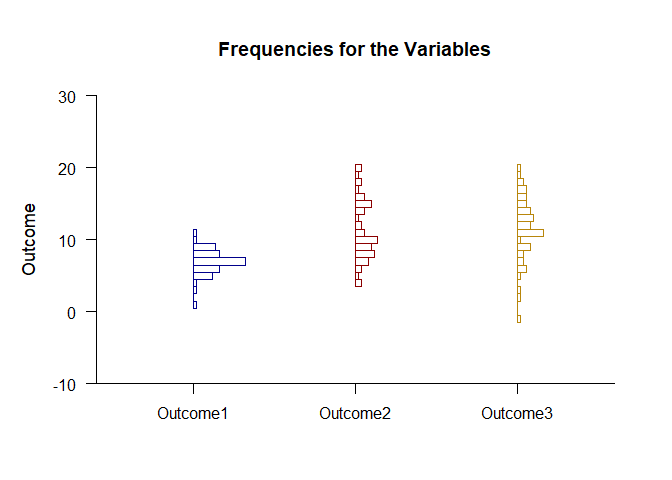 Frequencies for the Variables
Outcome
30
20
10
0
-10
Outcome1
Outcome2
Outcome3